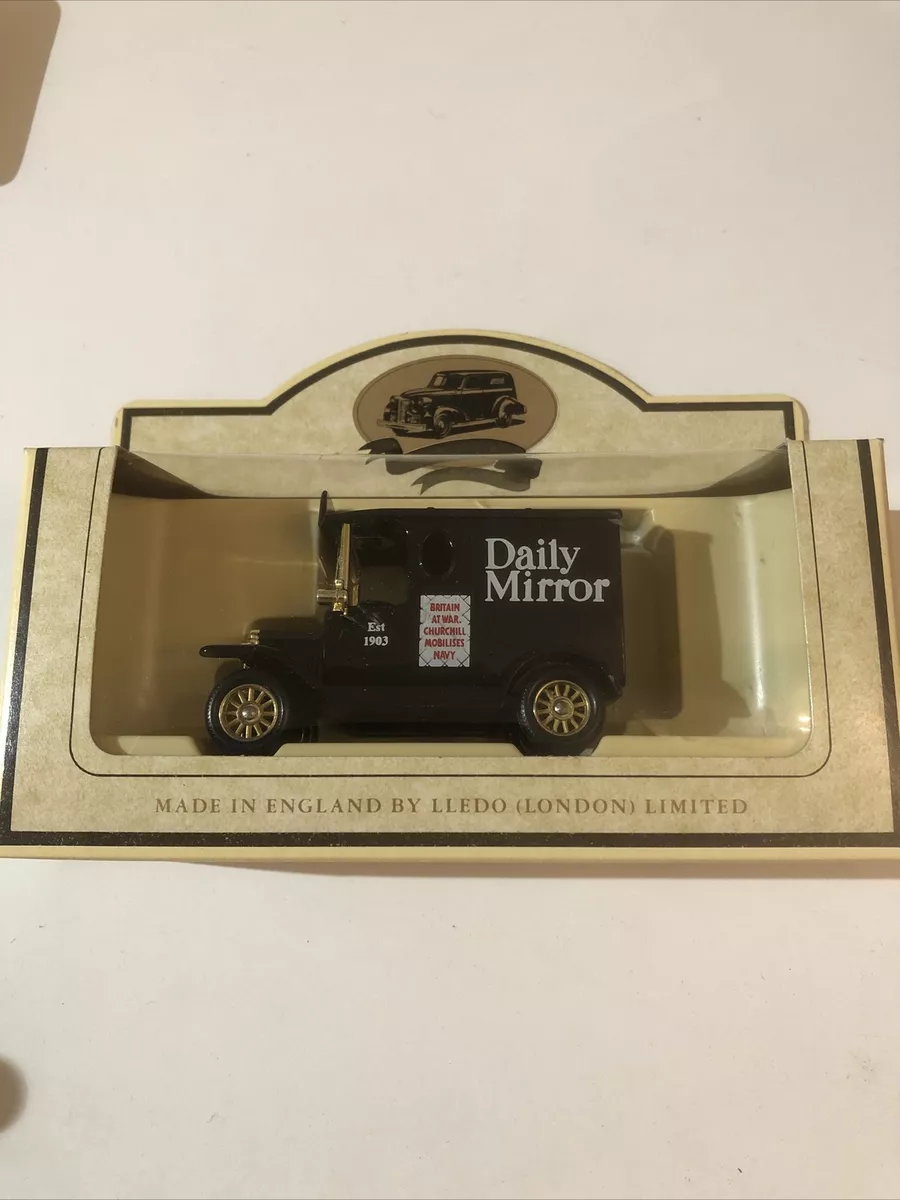 Daily
Mirror
Est
1903
BRITAIN
AT WAR.
CHURCHILL
MOBILISES
NAVY
MADE IN ENGLAND BY LLEDO (LONDON) LIMITED